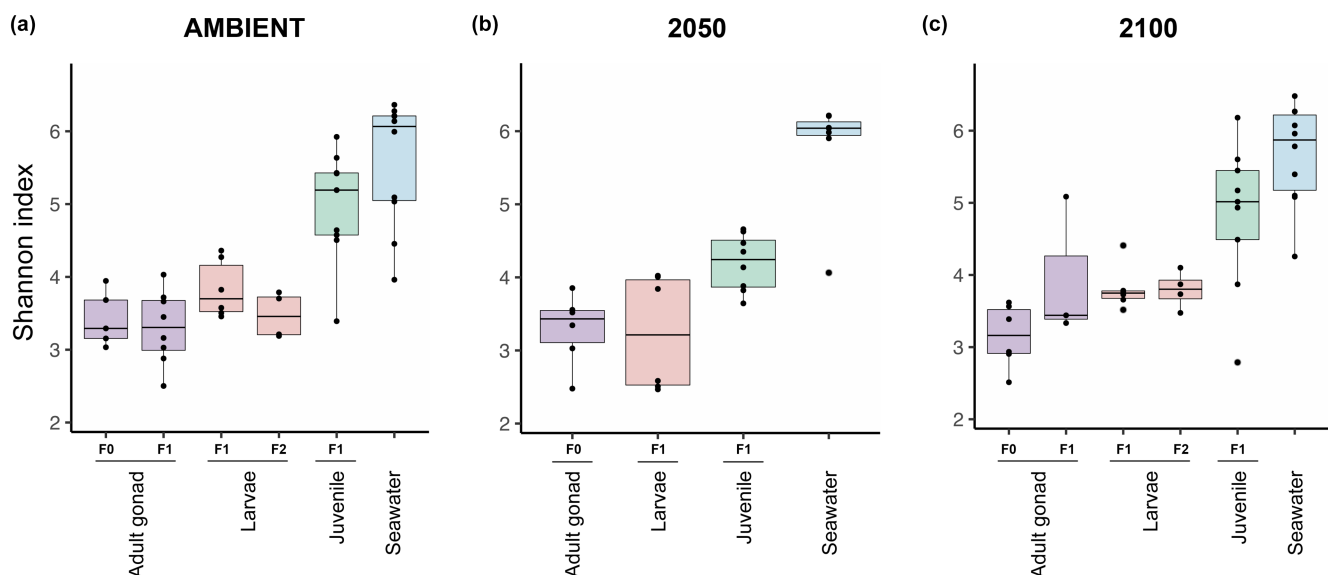 (a) AMBIENT
Shannon index
6
5
4
3
2
F0 F1 F1 F2 F1
Adult gonad
Larvae
Juvenile
Seawater
(b) 2050
6
5
4
3
2
F0 F1 F1
Adult gonad
Larvae
Juvenile
Seawater
(c) 2100
6
5
4
3
2
F0 F1 F1 F2 F1
Adult gonad
Larvae
Juvenile
Seawater